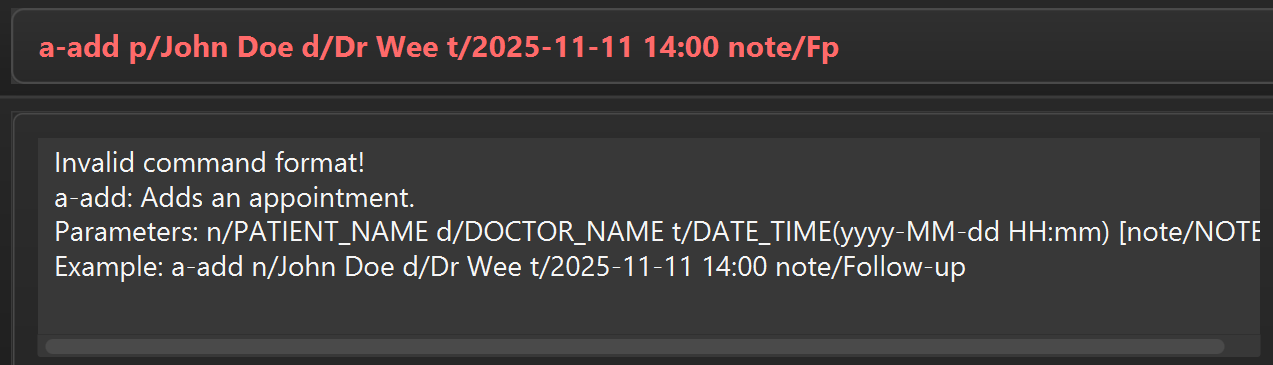 a-add p/John Doe d/Dr Wee t/2025-11-11 14:00 note/Fp
Invalid command format!
a-add: Adds an appointment.
Parameters: n/PATIENT_NAME d/DOCTOR_NAME t/DATE_TIME(yyyy-MM-dd HH:mm) [note/NOTE
Example: a-add n/John Doe d/Dr Wee t/2025-11-11 14:00 note/Follow-up